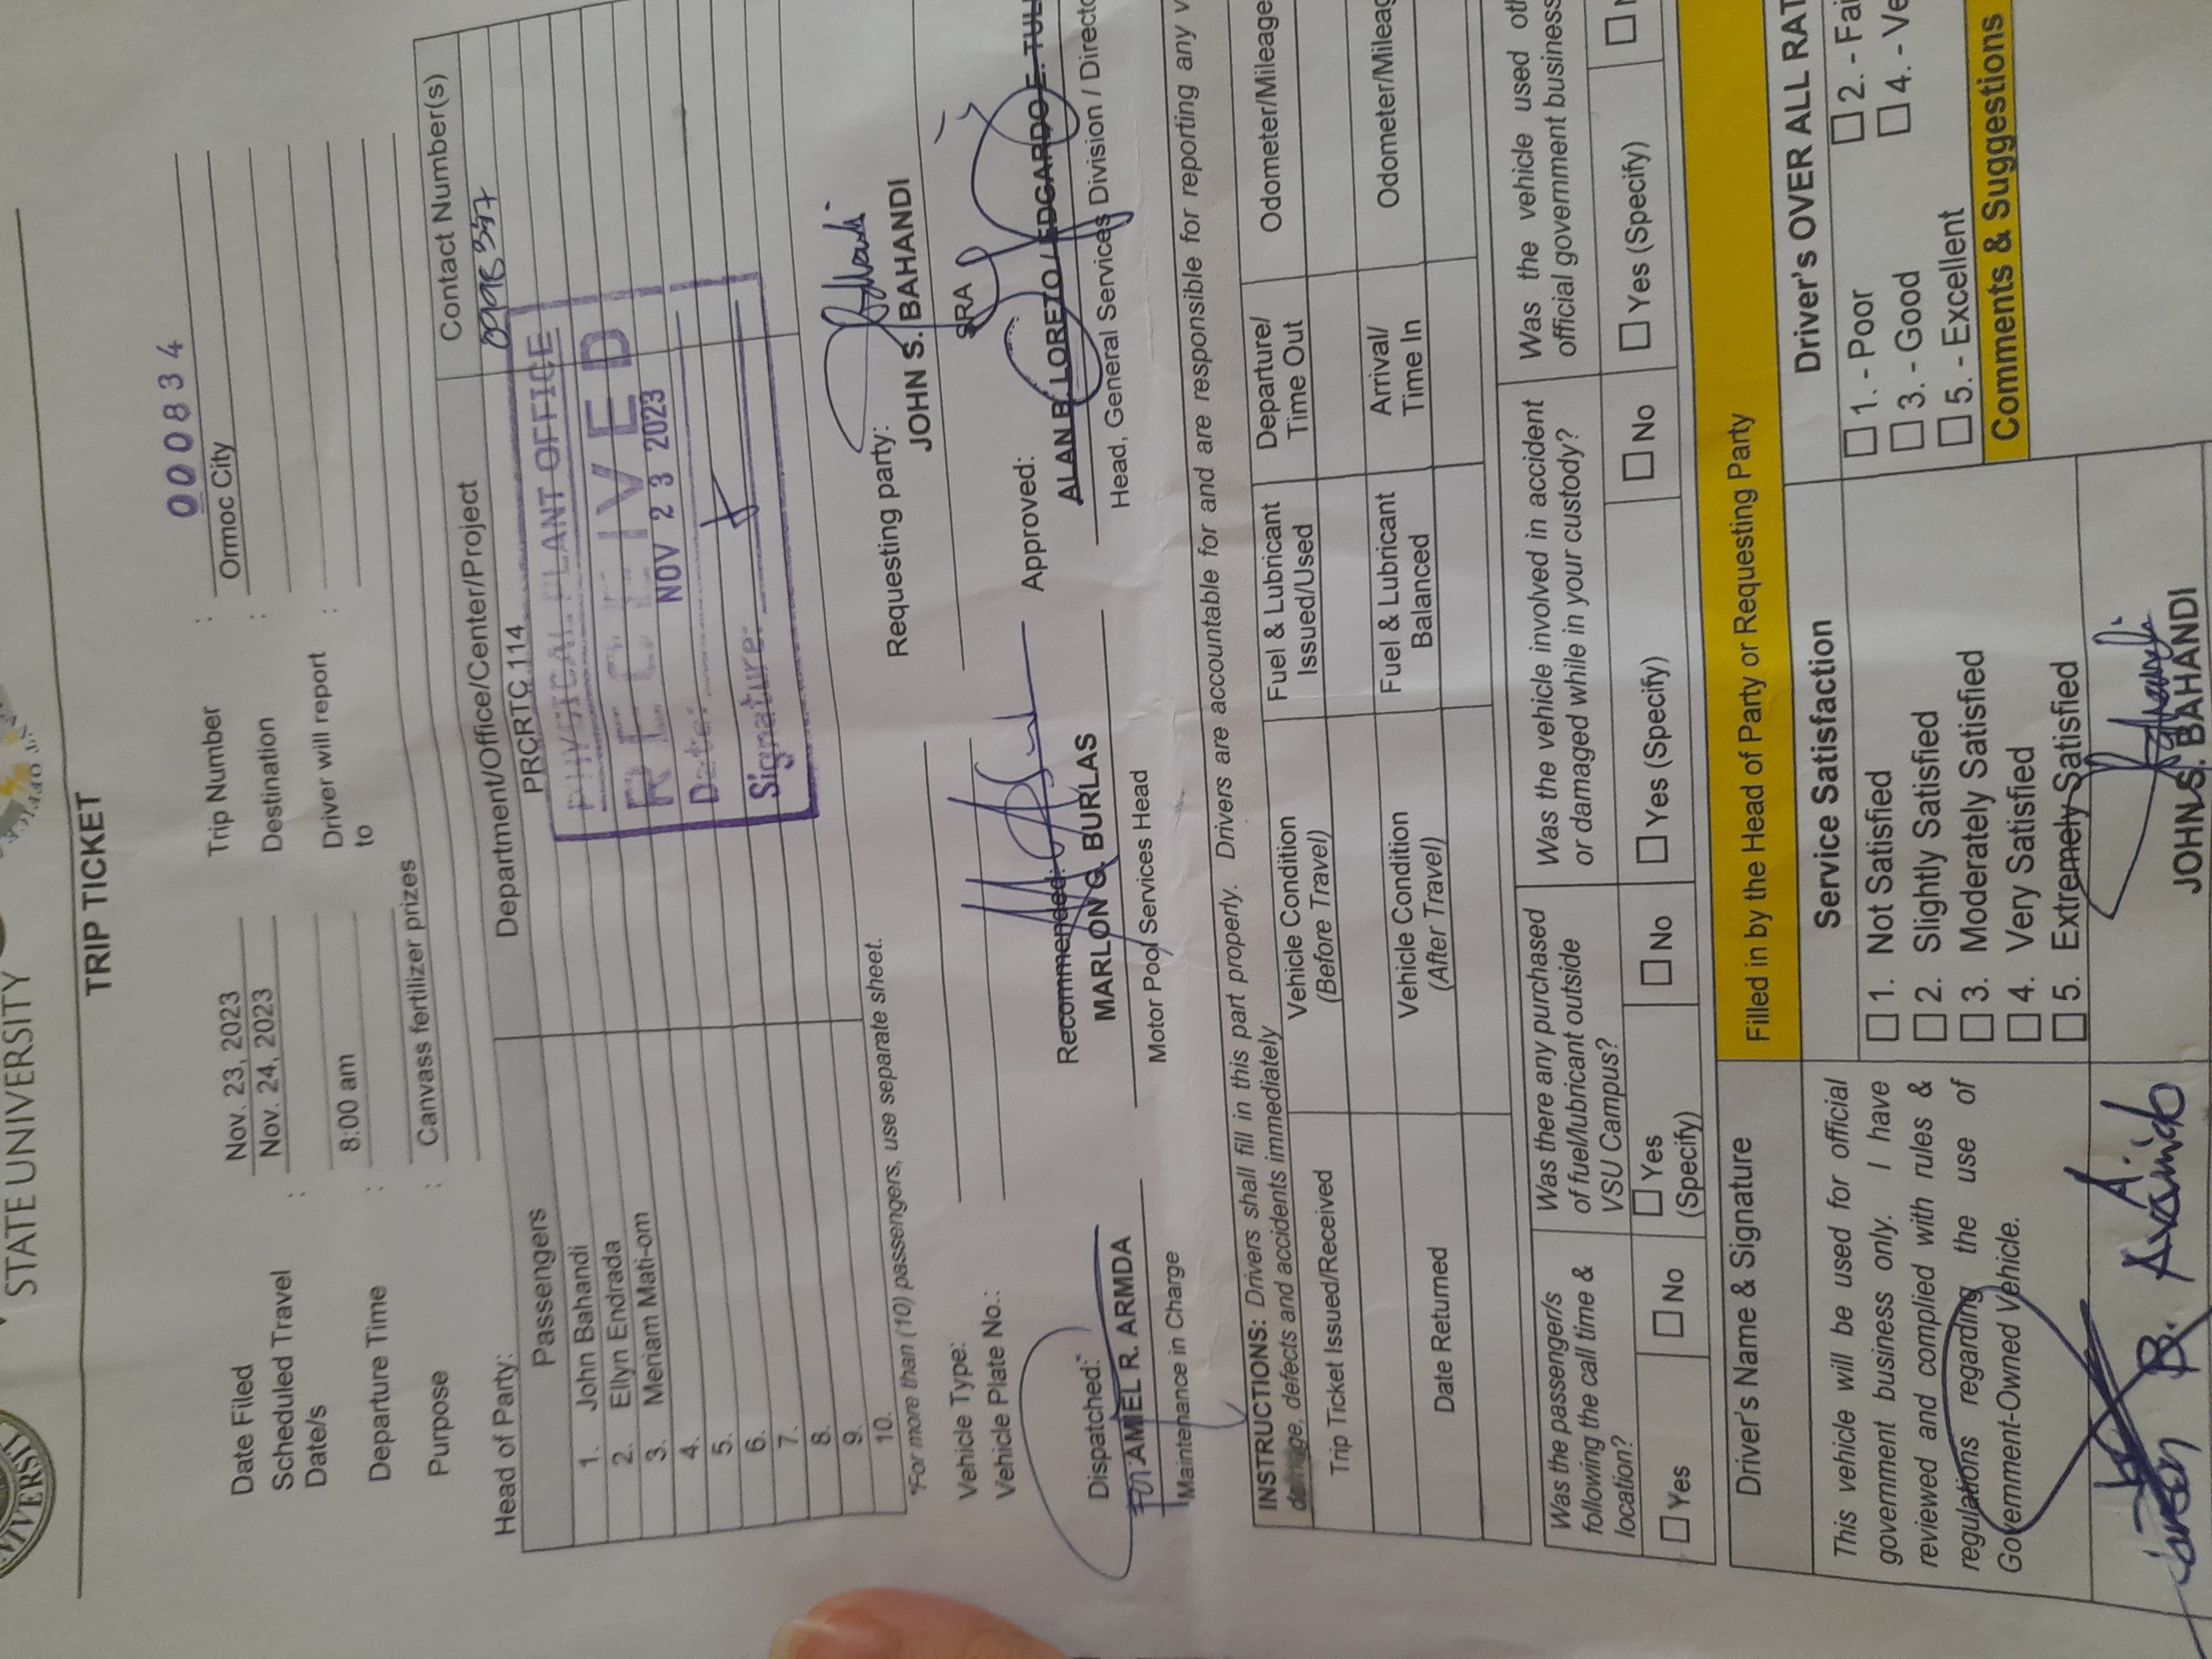 STATE UNIVERSITY
TRIP TICKET
000834
Date Filed Nov. 23, 2023 Trip Number :
Scheduled Travel Date/s : Nov. 24, 2023 Destination : Ormoc City
Departure Time : 8:00 am Driver will report to :
Purpose : Canvass fertilizer prizes
Head of Party:
Passengers Department/Office/Center/Project Contact Number(s)
1. John Bahandi PRCRTC 114
2. Ellyn Endrada
3. Meriam Mati-om
4.
5.
6.
7.
8.
9.
10.
PHYSICAL PLANT OFFICE
RECEIVED
Date: NOV 23 2023
Signature:
*For more than (10) passengers, use separate sheet.
Vehicle Type:
Vehicle Plate No.:
Requesting party:
JOHN S. BAHANDI
SRA
Dispatched: Recommended: Approved:
for AMEL R. ARMDA MARLON G. BURLAS ALAN B. LORETO / EDGARDO E. TUL
Maintenance in Charge Motor Pool Services Head Head, General Services Division / Directo
INSTRUCTIONS: Drivers shall fill in this part properly. Drivers are accountable for and are responsible for reporting any
damage, defects and accidents immediately
Trip Ticket Issued/Received Vehicle Condition (Before Travel) Fuel & Lubricant Issued/Used Departure/ Time Out Odometer/Mileage
Date Returned Vehicle Condition (After Travel) Fuel & Lubricant Balanced Arrival/ Time In Odometer/Mileag
Was the passenger/s following the call time & location? Was there any purchased of fuel/lubricant outside VSU Campus? Was the vehicle involved in accident or damaged while in your custody? Was the vehicle used oth official government business
Yes No Yes (Specify) No Yes (Specify) No Yes (Specify)
Driver's Name & Signature Filled in by the Head of Party or Requesting Party
Service Satisfaction Driver's OVER ALL RAT
This vehicle will be used for official
government business only. I have
reviewed and complied with rules &
regulations regarding the use of
Government-Owned Vehicle.
1. Not Satisfied
2. Slightly Satisfied
3. Moderately Satisfied
4. Very Satisfied
5. Extremely Satisfied
1. - Poor 2. - Fai
3. - Good 4. - Ve
5. - Excellent
Comments & Suggestions
JOHN S. BAHANDI